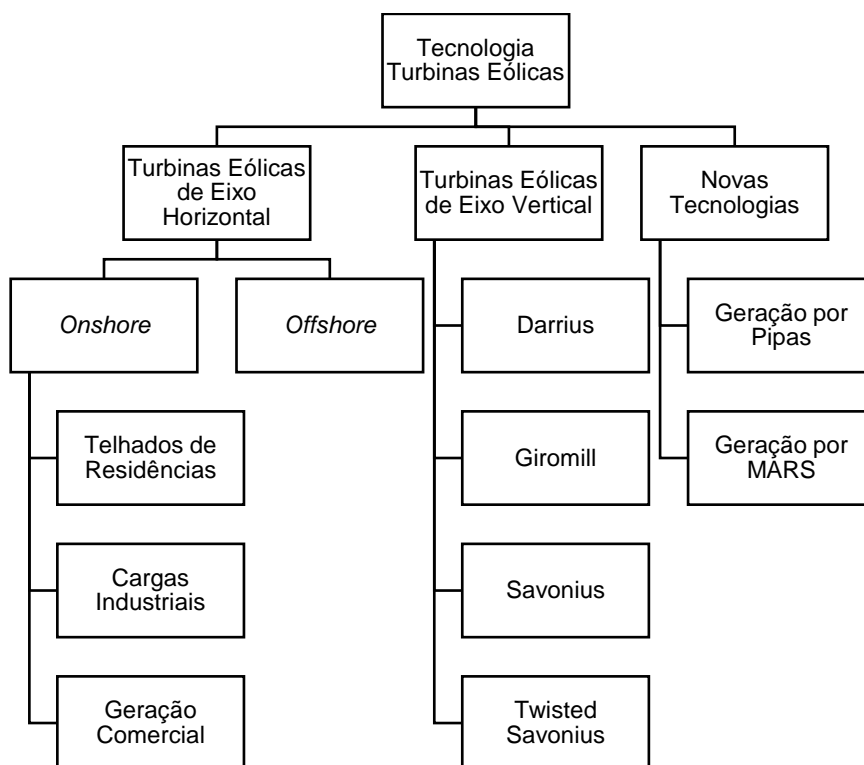 Tecnologia
Turbinas Eólicas
Turbinas Eólicas
de Eixo
Horizontal
Turbinas Eólicas
de Eixo Vertical
Novas
Tecnologias
Onshore
Offshore
Darrius
Geração por
Pipas
Telhados de
Residências
Giromill
Geração por
MARS
Cargas
Industriais
Savonius
Geração
Comercial
Twisted
Savonius